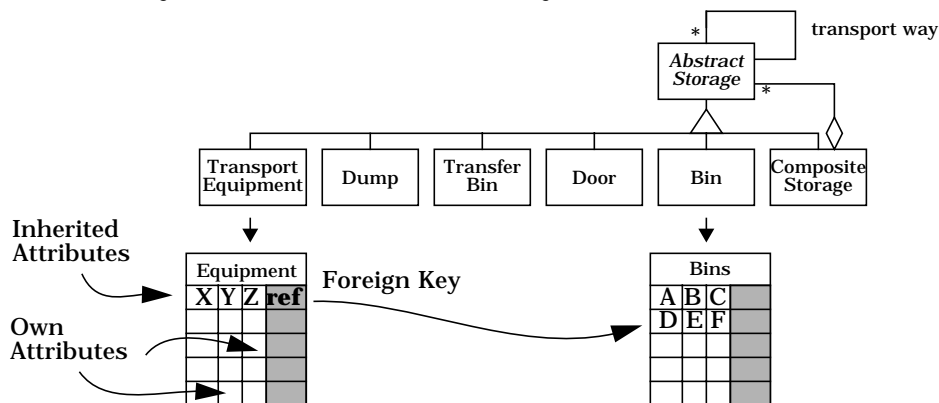 *
transport way
Abstract
Storage
*
Transport
Equipment
Dump
Transfer
Bin
Door
Bin
Composite
Storage
Inherited
Attributes
Equipment
X Y Z ref
Foreign Key
Bins
A B C
D E F
Own
Attributes